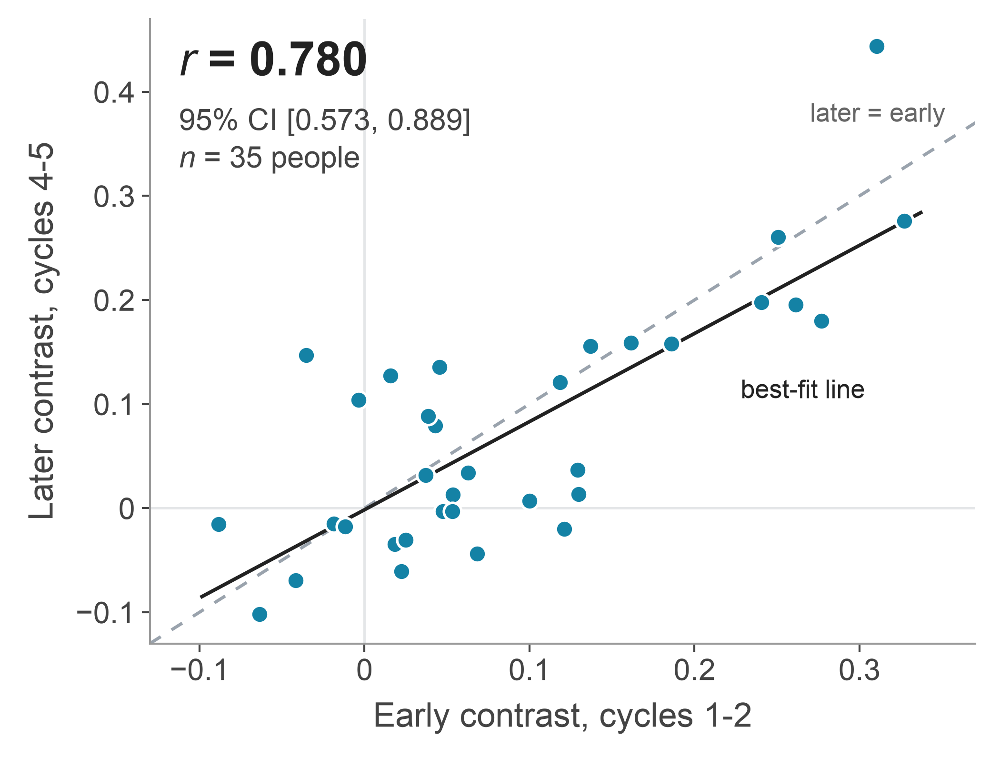 r = 0.780
95% CI [0.573, 0.889]
n = 35 people
later = early
best-fit line
Later contrast, cycles 4-5
0.4
0.3
0.2
0.1
0
−0.1
−0.1 0 0.1 0.2 0.3
Early contrast, cycles 1-2